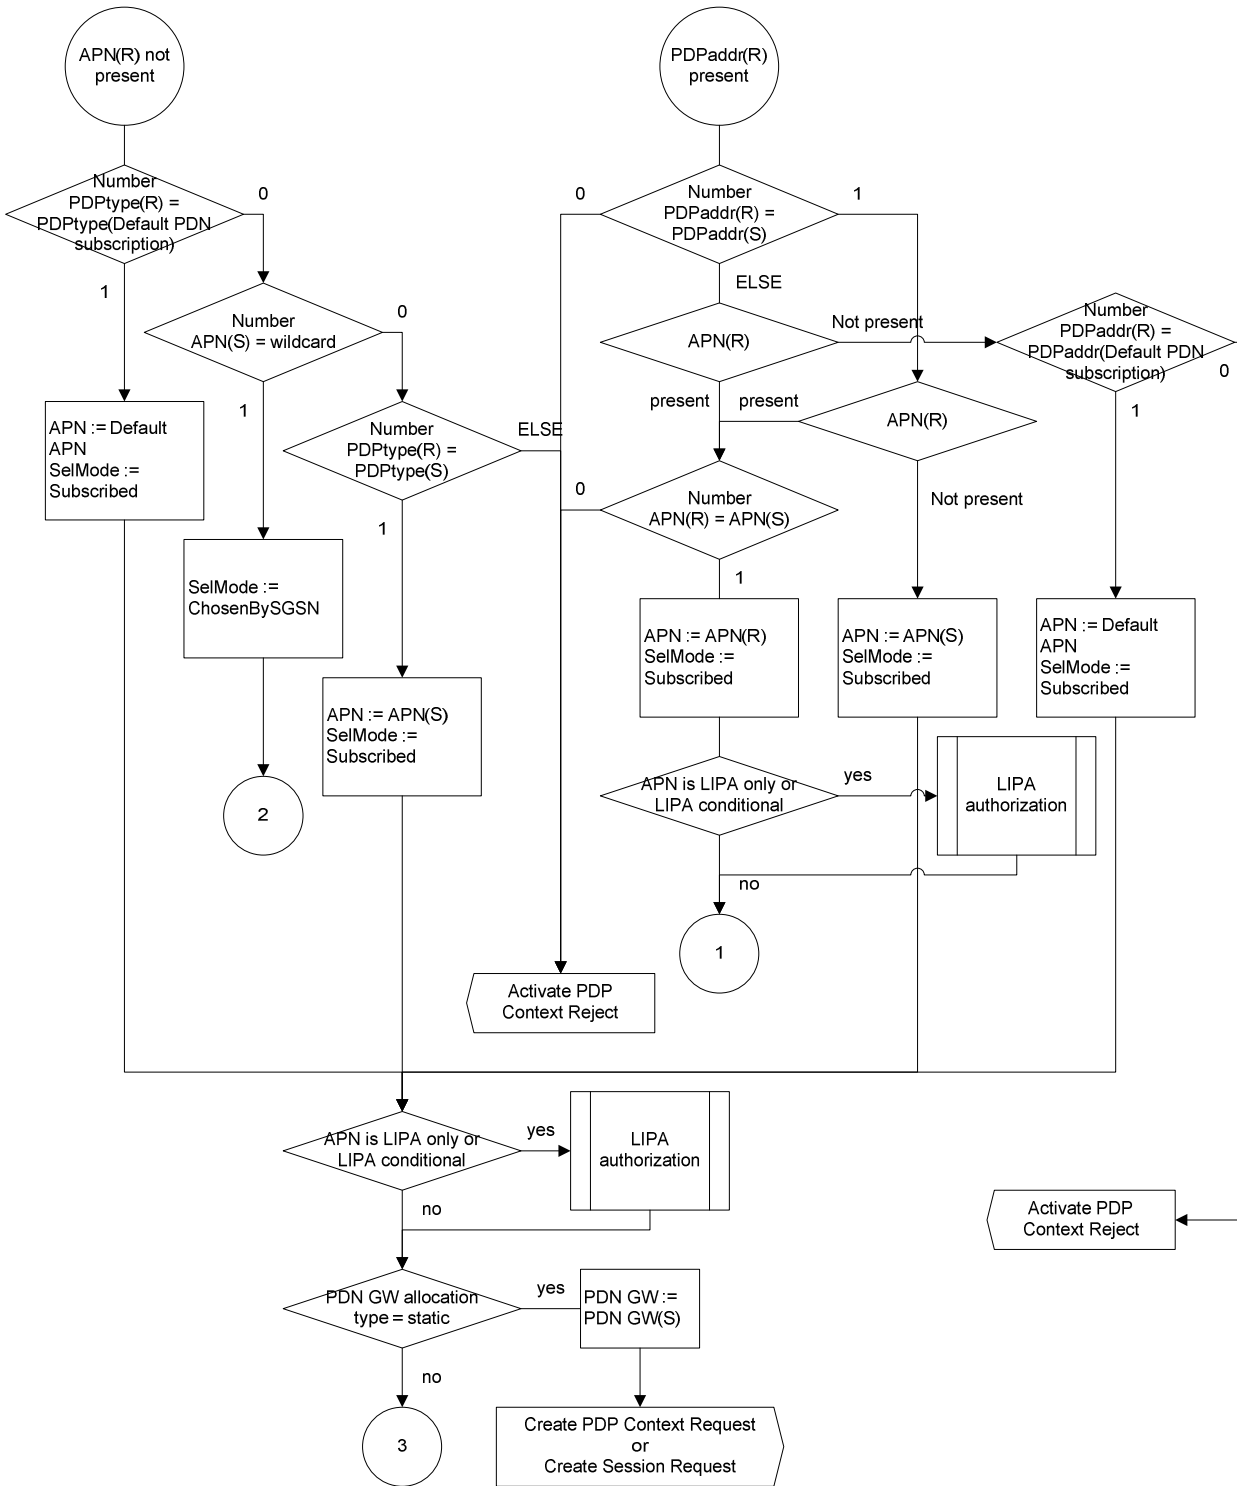 APN(R) not
present
PDPaddr(R)
present
Number
PDPtype(R) =
PDPtype(Default PDN
subscription)
0
1
Number
APN(S) = wildcard
0
1
Number
PDPtype(R) =
PDPtype(S)
ELSE
1
APN := Default
APN
SelMode :=
Subscribed
SelMode :=
ChosenBySGSN
2
APN := APN(S)
SelMode :=
Subscribed
0
Number
PDPaddr(R) =
PDPaddr(S)
1
ELSE
APN(R)
Not present
Number
PDPaddr(R) =
PDPaddr(Default PDN
subscription)
0
1
present
present
APN(R)
Not present
0
Number
APN(R) = APN(S)
1
APN := APN(R)
SelMode :=
Subscribed
APN := APN(S)
SelMode :=
Subscribed
APN := Default
APN
SelMode :=
Subscribed
APN is LIPA only or
LIPA conditional
yes
LIPA
authorization
no
1
Activate PDP
Context Reject
APN is LIPA only or
LIPA conditional
yes
LIPA
authorization
no
Activate PDP
Context Reject
PDN GW allocation
type = static
yes
PDN GW :=
PDN GW(S)
no
3
Create PDP Context Request
or
Create Session Request